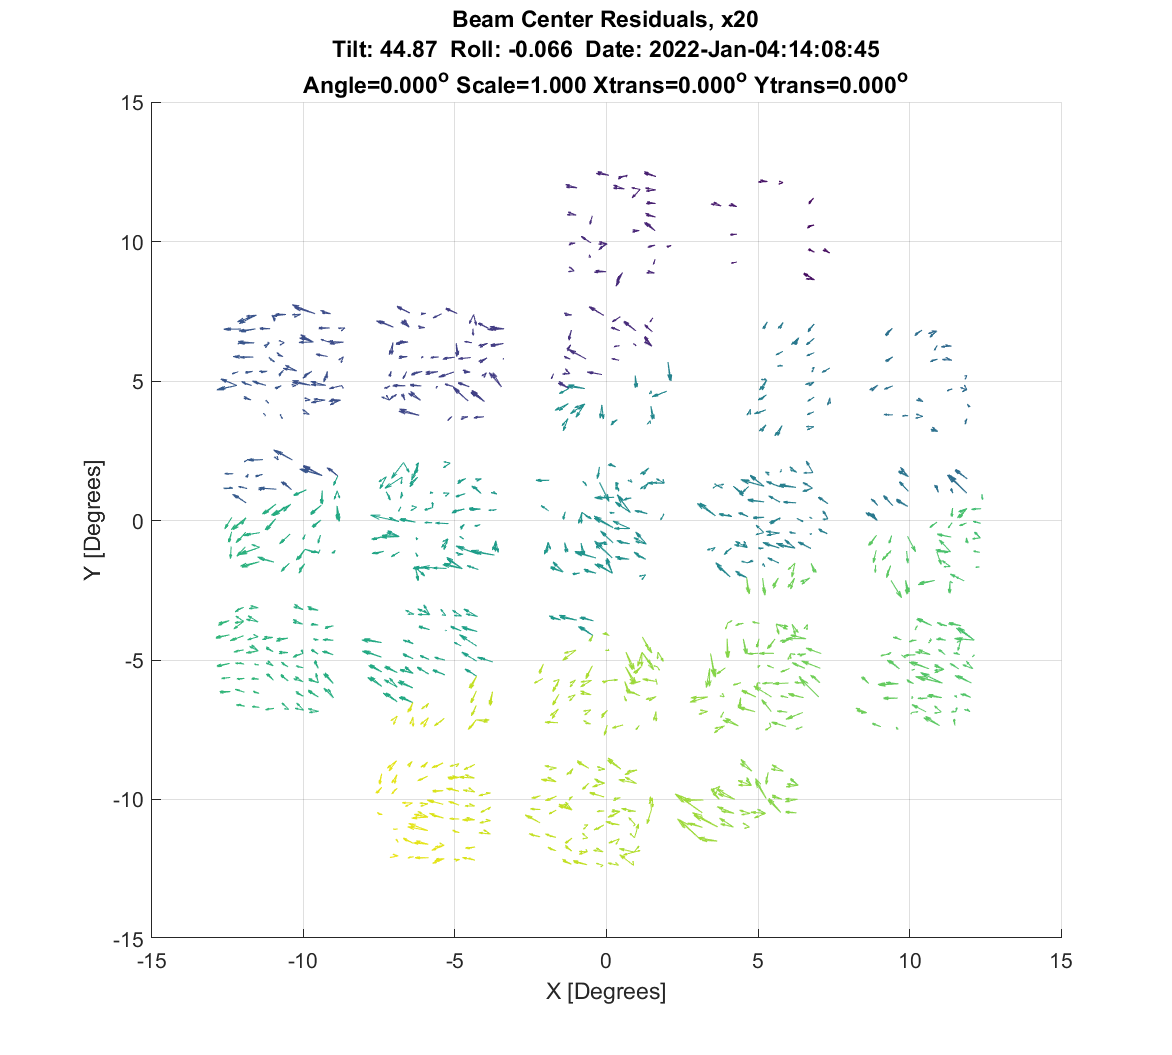 Beam Center Residuals, x20
Tilt: 44.87 Roll: -0.066 Date: 2022-Jan-04:14:08:45
Angle=0.000° Scale=1.000 Xtrans=0.000° Ytrans=0.000°
15
10
5
0
-5
-10
-15
Y [Degrees]
-15 -10 -5 0 5 10 15
X [Degrees]